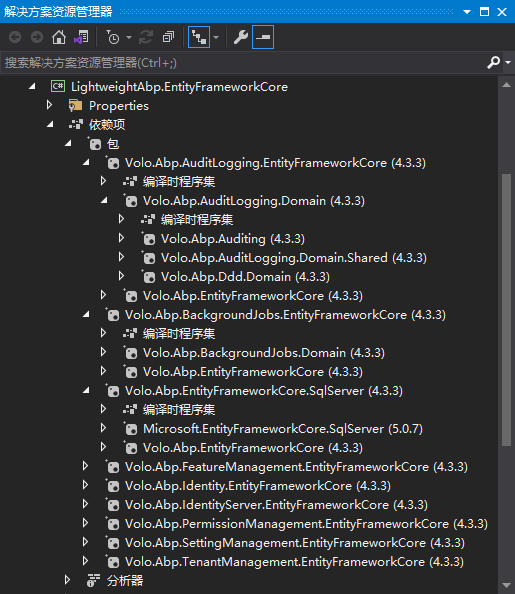 解决方案资源管理器
搜索解决方案资源管理器(Ctrl+;)
C# LightweightAbp.EntityFrameworkCore
Properties
依赖项
包
Volo.Abp.AuditLogging.EntityFrameworkCore (4.3.3)
编译时程序集
Volo.Abp.AuditLogging.Domain (4.3.3)
编译时程序集
Volo.Abp.Auditing (4.3.3)
Volo.Abp.AuditLogging.Domain.Shared (4.3.3)
Volo.Abp.Ddd.Domain (4.3.3)
Volo.Abp.EntityFrameworkCore (4.3.3)
Volo.Abp.BackgroundJobs.EntityFrameworkCore (4.3.3)
编译时程序集
Volo.Abp.BackgroundJobs.Domain (4.3.3)
Volo.Abp.EntityFrameworkCore (4.3.3)
Volo.Abp.EntityFrameworkCore.SqlServer (4.3.3)
编译时程序集
Microsoft.EntityFrameworkCore.SqlServer (5.0.7)
Volo.Abp.EntityFrameworkCore (4.3.3)
Volo.Abp.FeatureManagement.EntityFrameworkCore (4.3.3)
Volo.Abp.Identity.EntityFrameworkCore (4.3.3)
Volo.Abp.IdentityServer.EntityFrameworkCore (4.3.3)
Volo.Abp.PermissionManagement.EntityFrameworkCore (4.3.3)
Volo.Abp.SettingManagement.EntityFrameworkCore (4.3.3)
Volo.Abp.TenantManagement.EntityFrameworkCore (4.3.3)
分析器